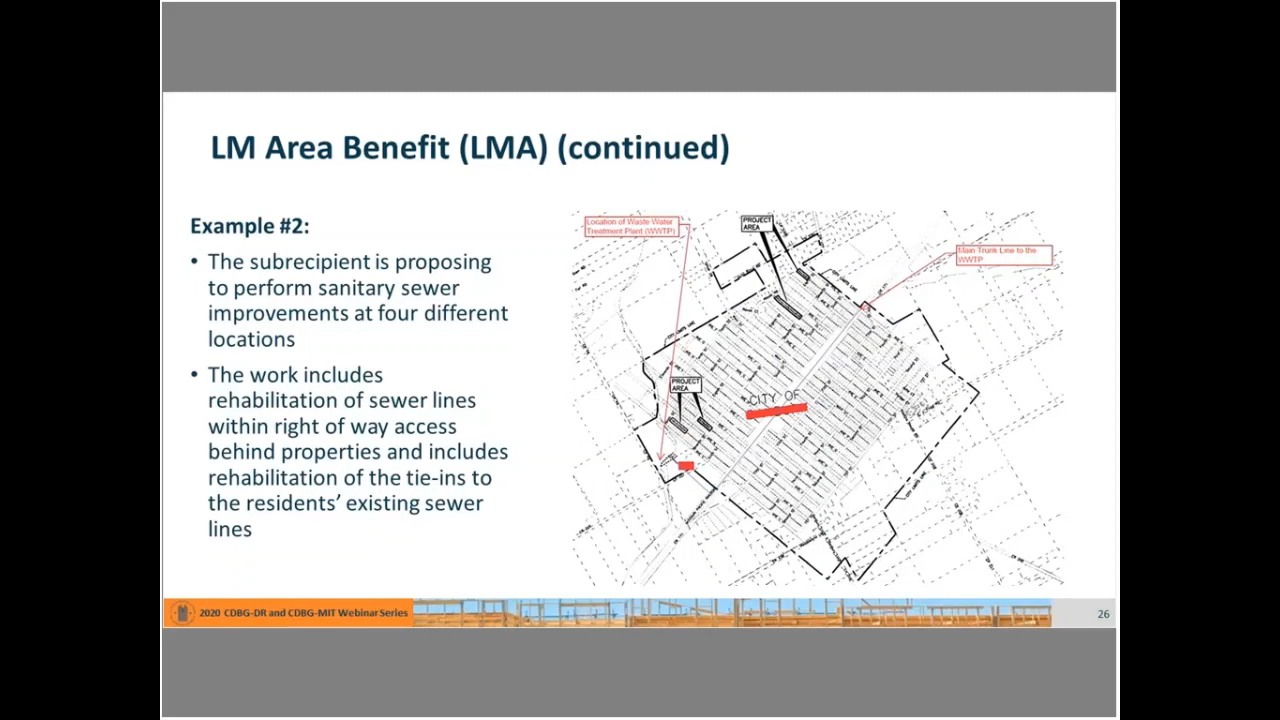 LM Area Benefit (LMA) (continued)
Example #2:
• The subrecipient is proposing
to perform sanitary sewer
improvements at four different
locations
• The work includes
rehabilitation of sewer lines
within right of way access
behind properties and includes
rehabilitation of the tie-ins to
the residents' existing sewer
lines
Location of Waste Water
Treatment Plant (WWTP)
PROJECT
AREA
Main Trunk Line to the
WWTP
PROJECT
AREA
CITY OF
2020 CDBG-DR and CDBG-MIT Webinar Series
26